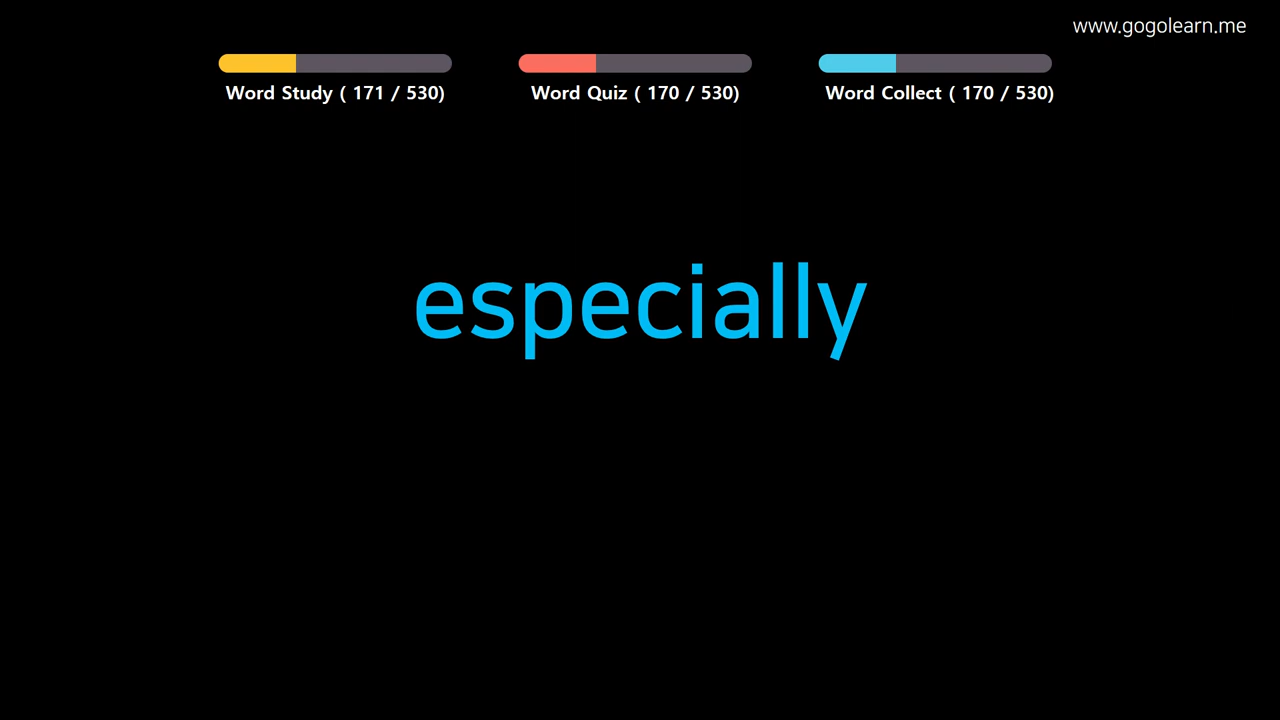 www.gogolearn.me
Word Study ( 171 / 530)
Word Quiz ( 170 / 530)
Word Collect ( 170 / 530)
especially